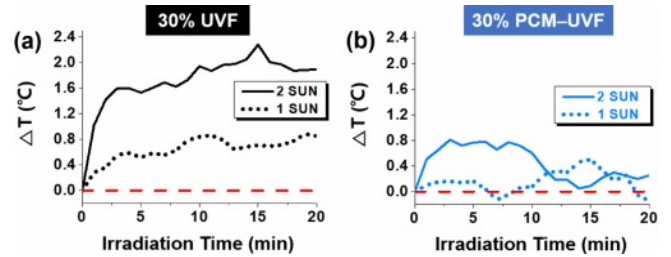 30% UVF
30% PCM–UVF
(a)
2.4
2.0
1.6
1.2
0.8
0.4
0.0
△ T (℃)
2 SUN
1 SUN
0
5
10
15
20
Irradiation Time (min)
(b)
2.4
2.0
1.6
1.2
0.8
0.4
0.0
△ T (℃)
2 SUN
1 SUN
0
5
10
15
20
Irradiation Time (min)